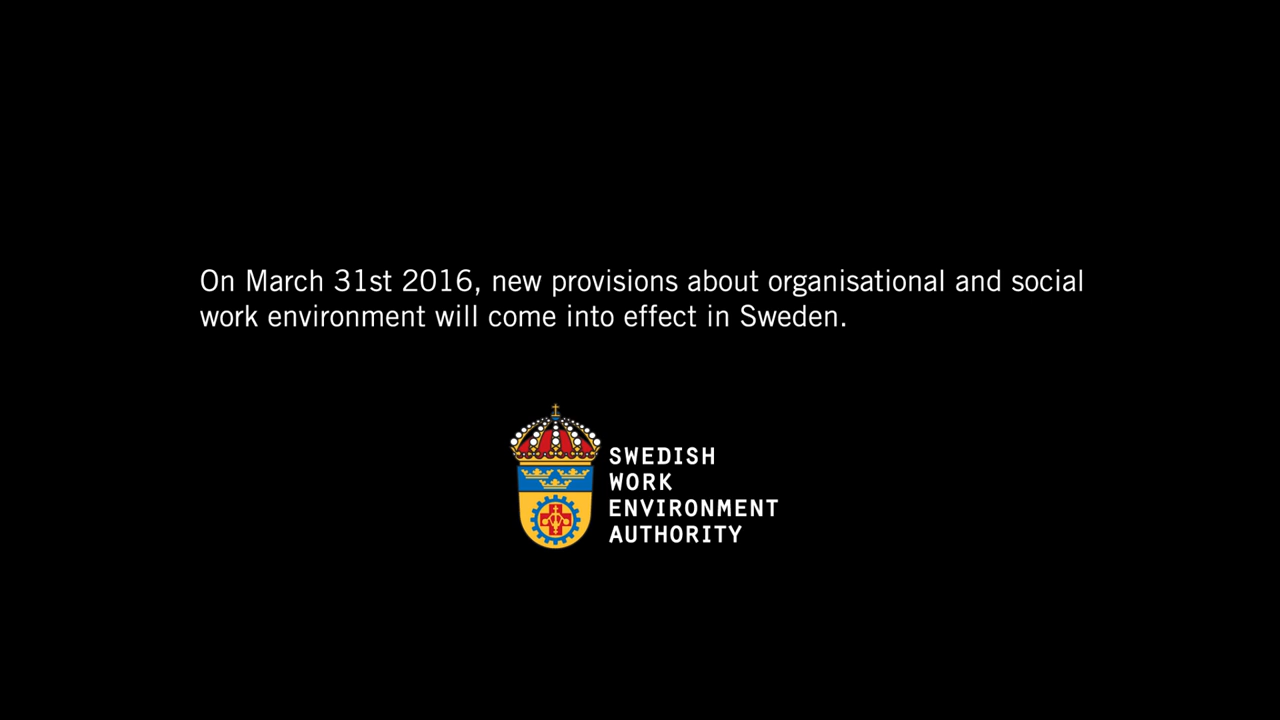 On March 31st 2016, new provisions about organisational and social
work environment will come into effect in Sweden.
SWEDISH
WORK
ENVIRONMENT
AUTHORITY